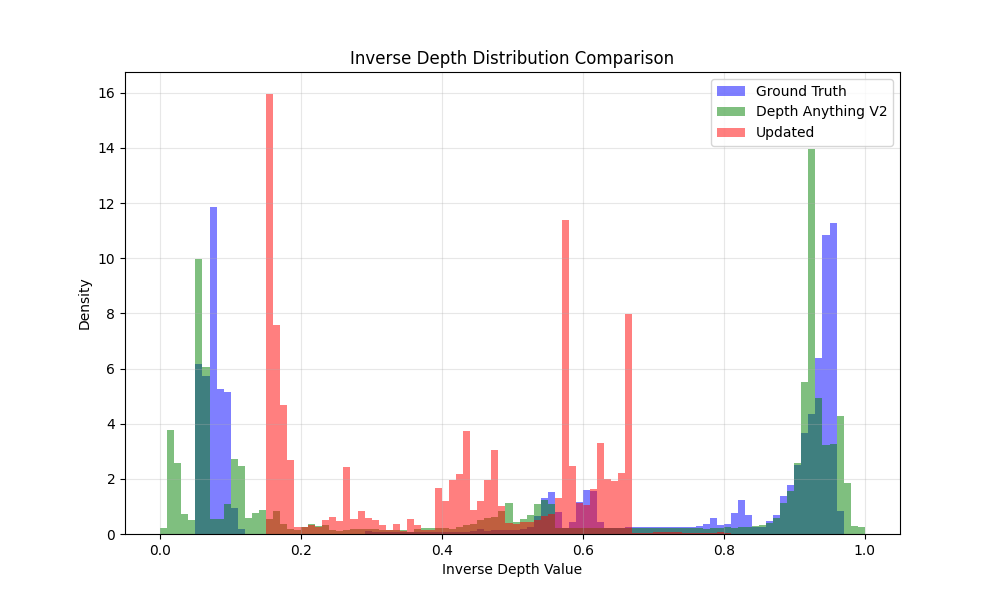 Inverse Depth Distribution Comparison
Ground Truth
Depth Anything V2
Updated
16
14
12
10
8
6
4
2
0
Density
0.0 0.2 0.4 0.6 0.8 1.0
Inverse Depth Value